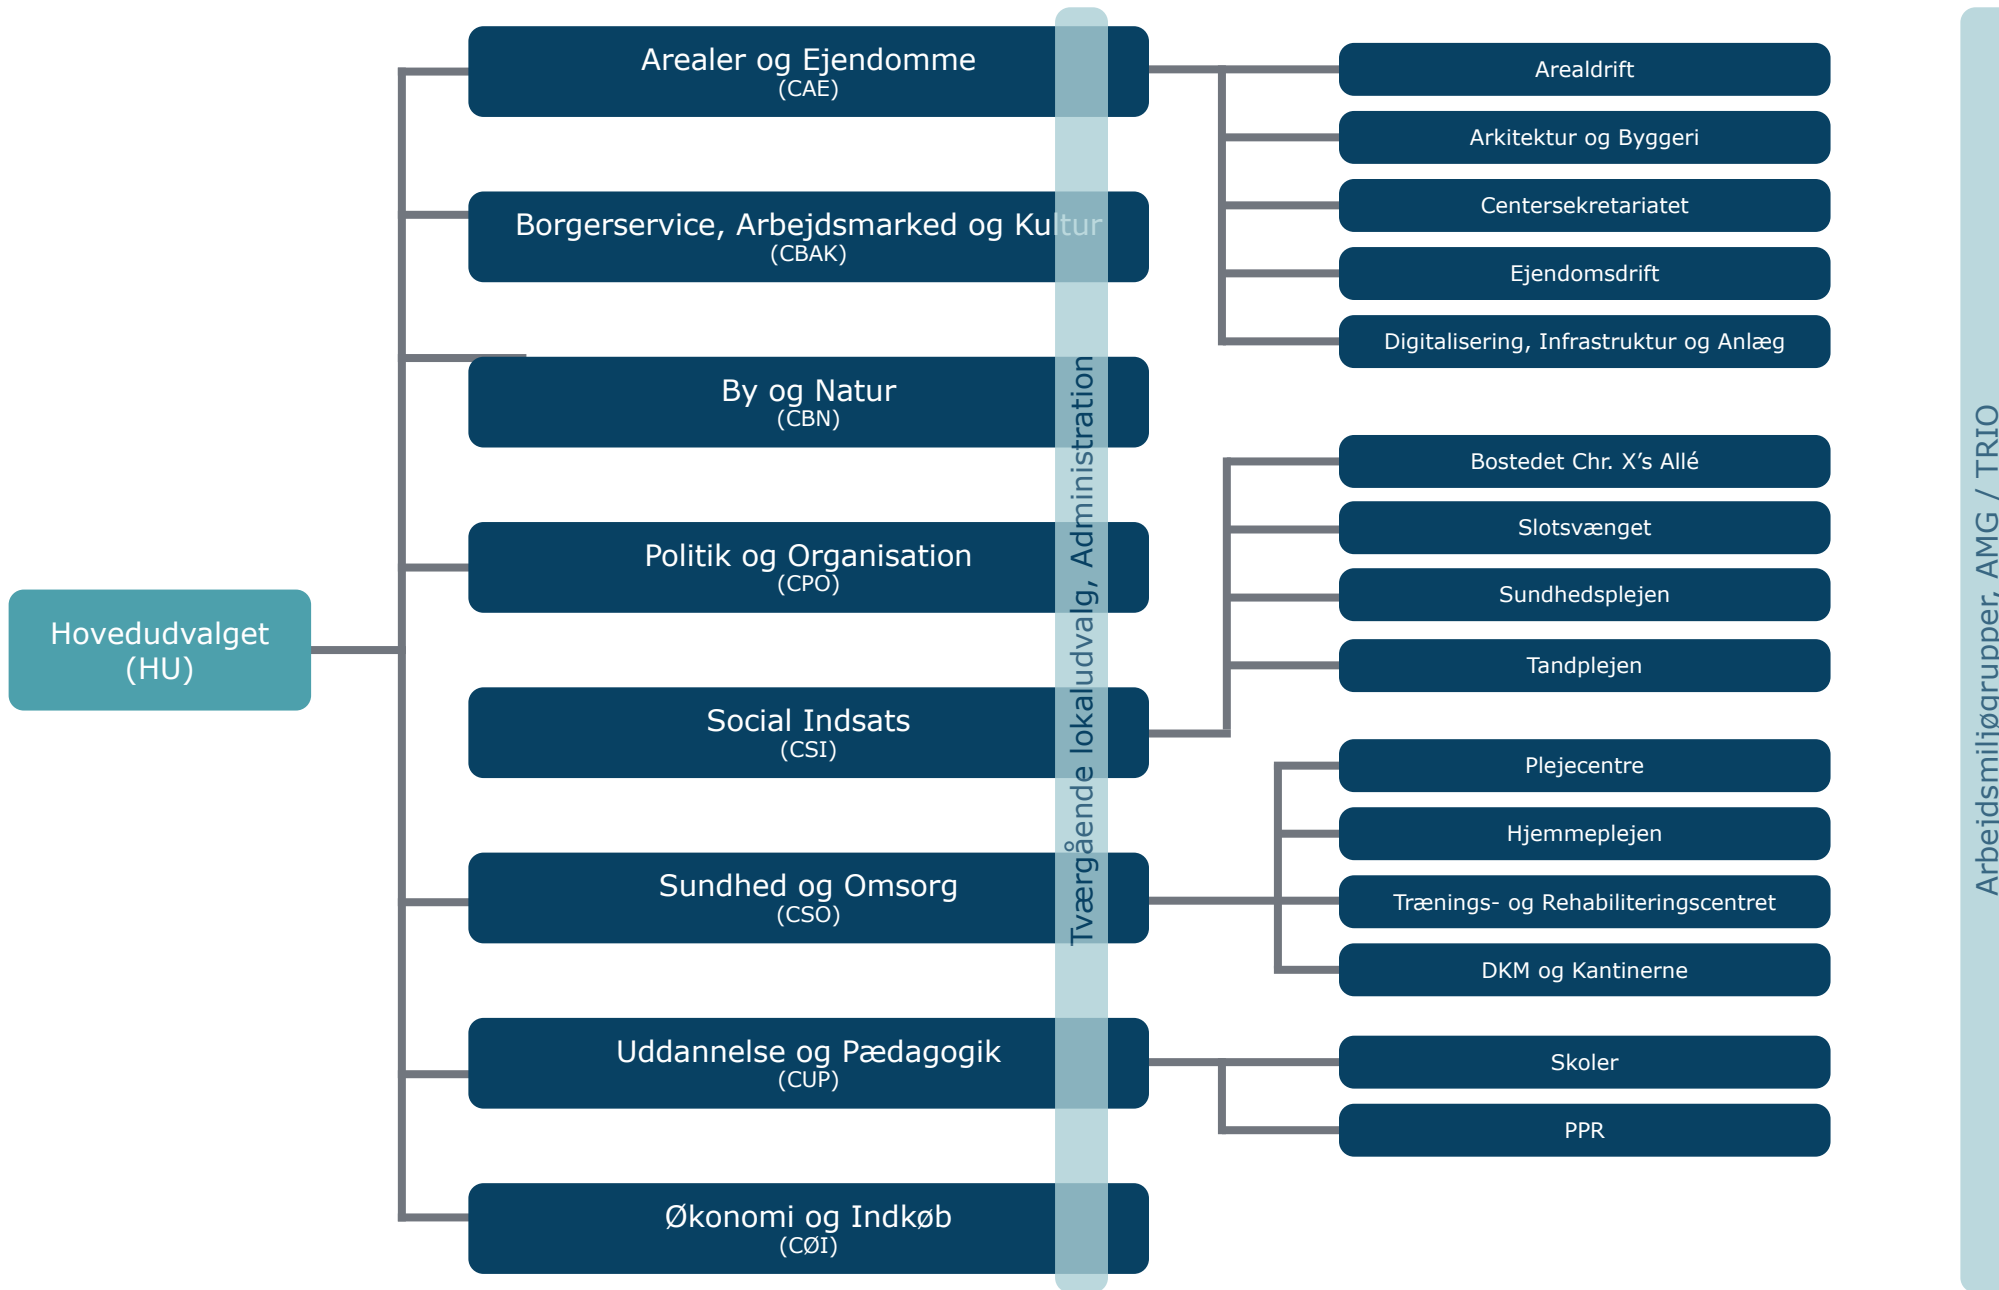 Hovedudvalget
(HU)
Arealer og Ejendomme
(CAE)
Borgerservice, Arbejdsmarked og Kultur
(CBAK)
By og Natur
(CBN)
Politik og Organisation
(CPO)
Social Indsats
(CSI)
Sundhed og Omsorg
(CSO)
Uddannelse og Pædagogik
(CUP)
Økonomi og Indkøb
(CØI)
Tværgående lokaludvalg, Administration
Arealdrift
Arkitektur og Byggeri
Centersekretariatet
Ejendomsdrift
Digitalisering, Infrastruktur og Anlæg
Bostedet Chr. X’s Allé
Slotsvænget
Sundhedsplejen
Tandplejen
Plejecentre
Hjemmeplejen
Trænings- og Rehabiliteringscentret
DKM og Kantinerne
Skoler
PPR
Arbejdsmiljøgrupper, AMG / TRIO